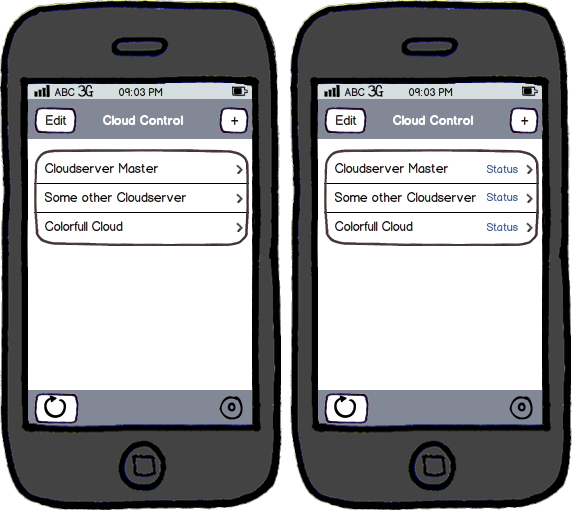 ABC 3G 09:03 PM
Edit Cloud Control +
Cloudserver Master
Some other Cloudserver
Colorfull Cloud
ABC 3G 09:03 PM
Edit Cloud Control +
Cloudserver Master Status
Some other Cloudserver Status
Colorfull Cloud Status